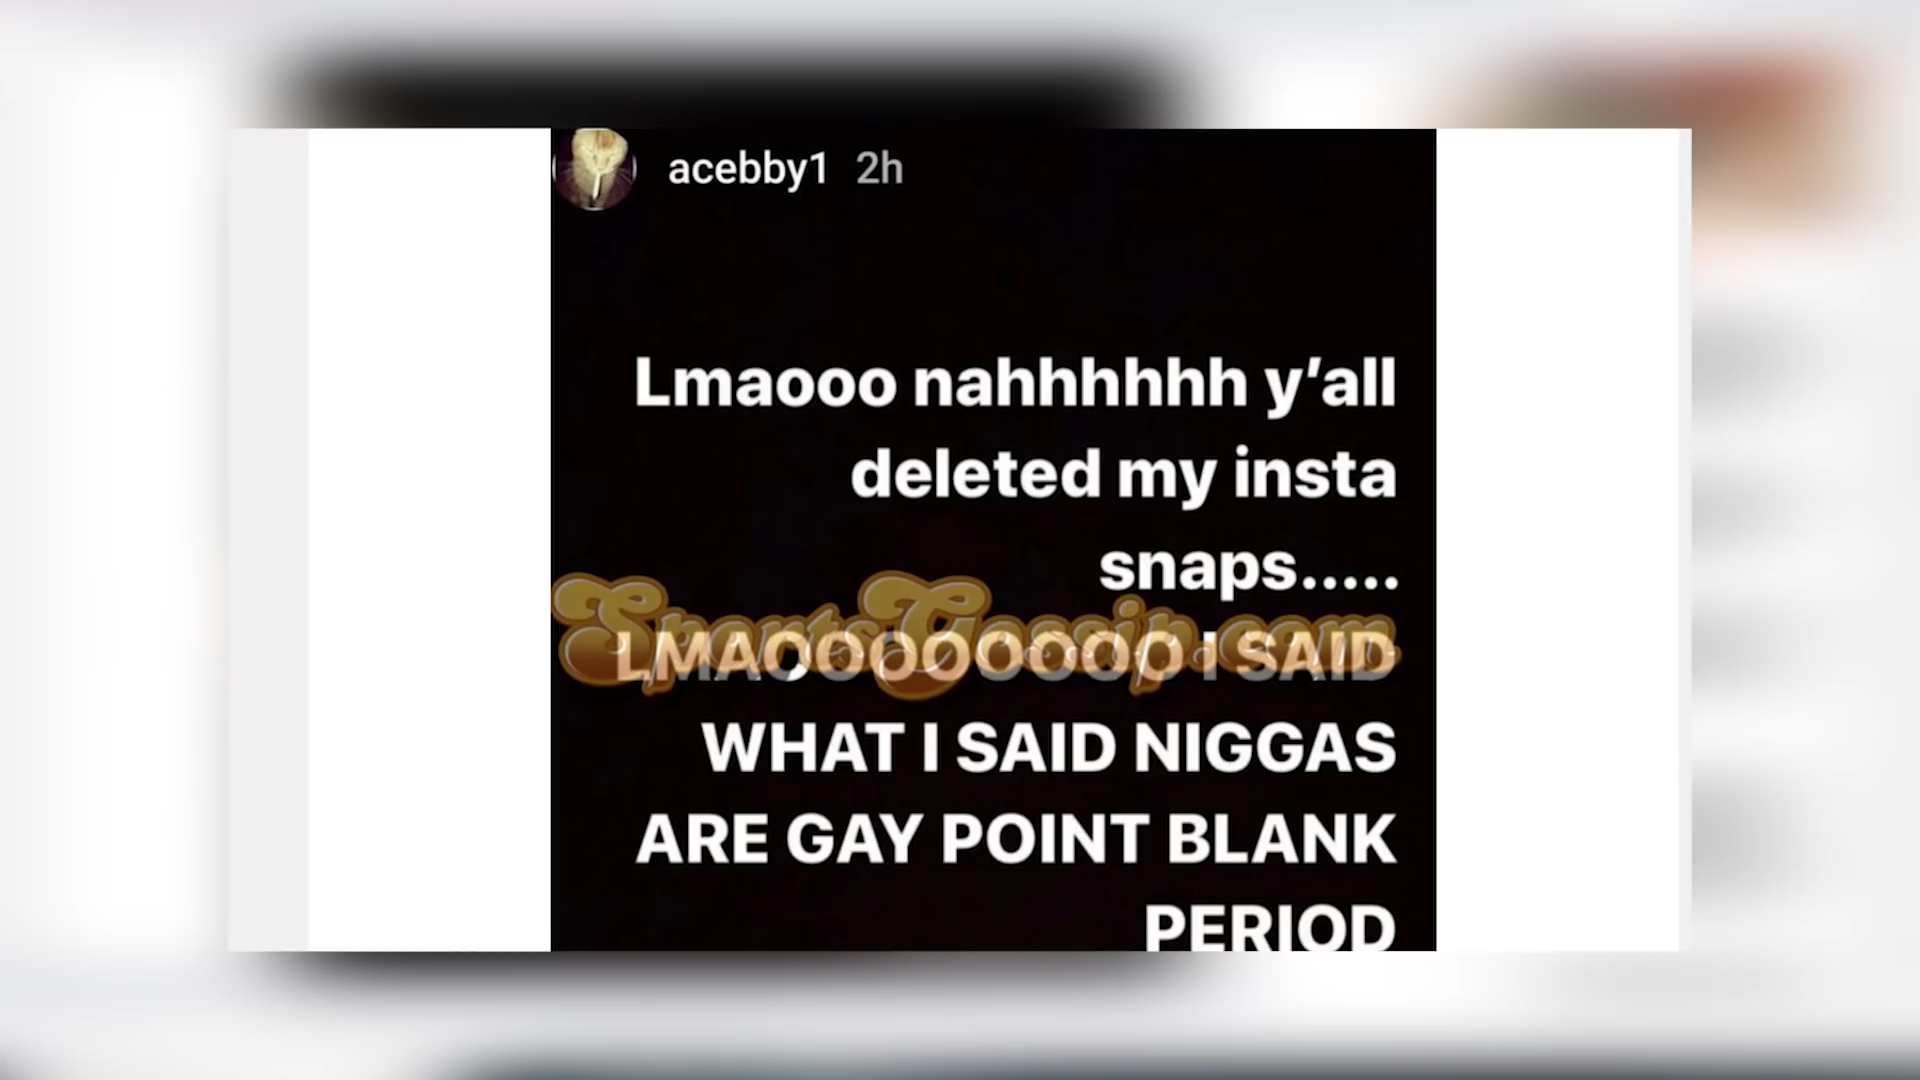 acebby1 2h
Lmaooo nahhhhhh y'all
deleted my insta
snaps.....
SportsGossip.com
LMAOOOOOOOOO I SAID
WHAT I SAID NIGGAS
ARE GAY POINT BLANK
PERIOD